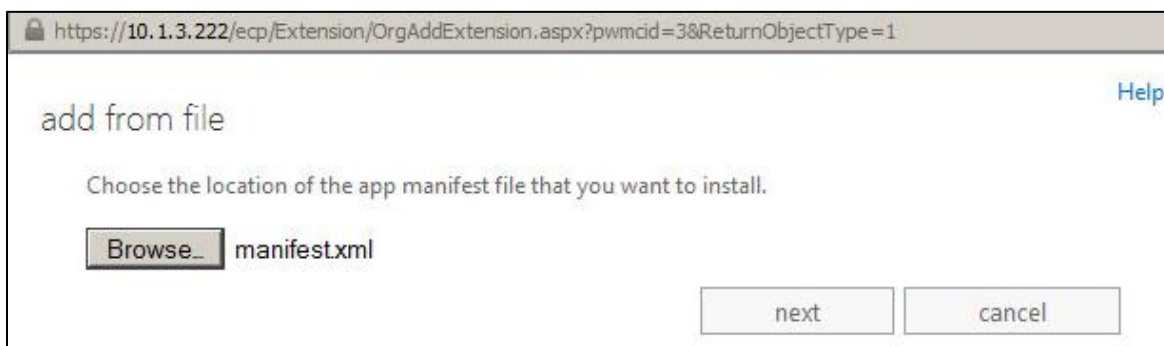 https://10.1.3.222/ecp/Extension/OrgAddExtension.aspx?pwmcid=3&ReturnObjectType=1
Help
add from file
Choose the location of the app manifest file that you want to install.
Browse... manifest.xml
next cancel